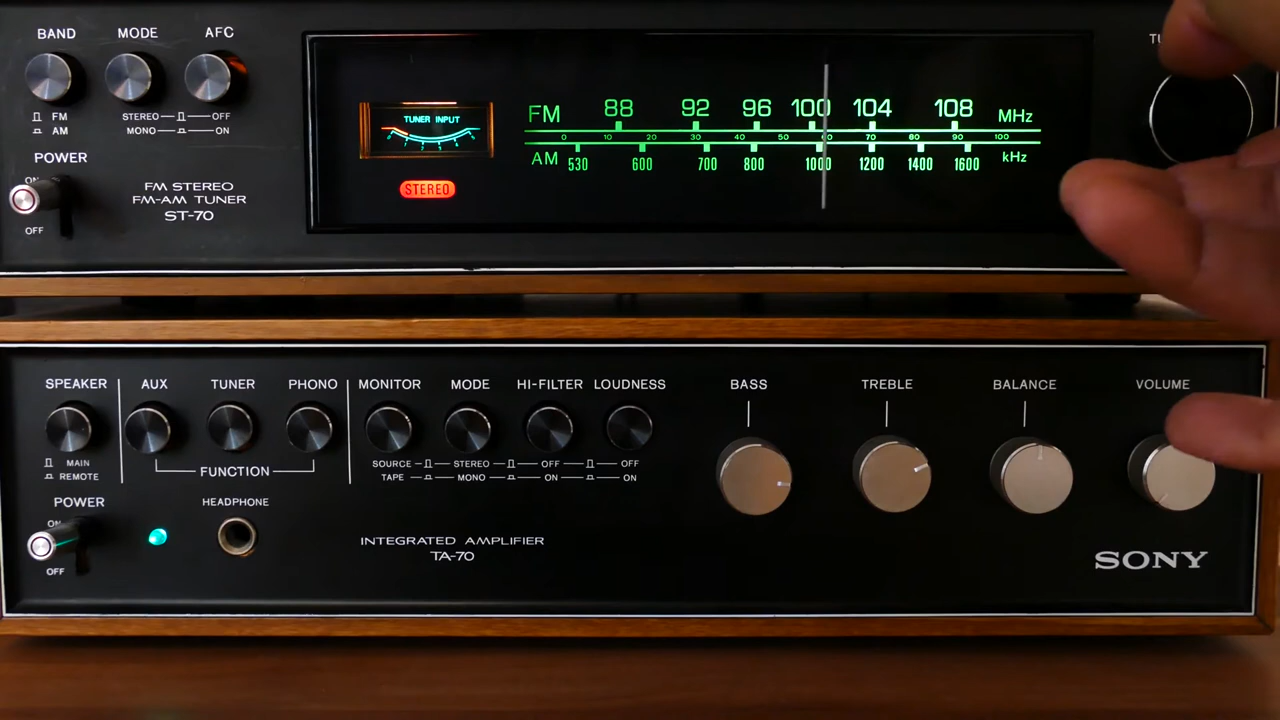 BAND MODE AFC
FM STEREO OFF
AM MONO ON
POWER
ON
OFF
FM STEREO
FM-AM TUNER
ST-70
TUNER INPUT
STEREO
FM 88 92 96 100 104 108 MHz
0 10 20 30 40 60 70 80 90 100
AM 530 600 700 800 1000 1200 1400 1600 kHz
SPEAKER AUX TUNER PHONO MONITOR MODE HI-FILTER LOUDNESS BASS TREBLE BALANCE VOLUME
MAIN SOURCE STEREO OFF OFF
REMOTE FUNCTION TAPE MONO ON ON
POWER HEADPHONE
ON
OFF
INTEGRATED AMPLIFIER
TA-70
SONY